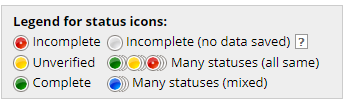 Legend for status icons:
Incomplete Incomplete (no data saved) ?
Unverified Many statuses (all same)
Complete Many statuses (mixed)